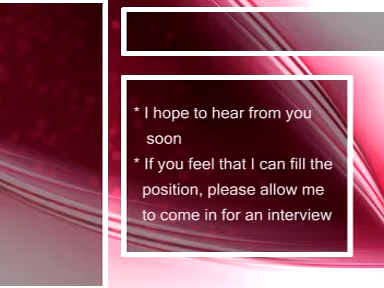 * I hope to hear from you
soon
* If you feel that I can fill the
position, please allow me
to come in for an interview